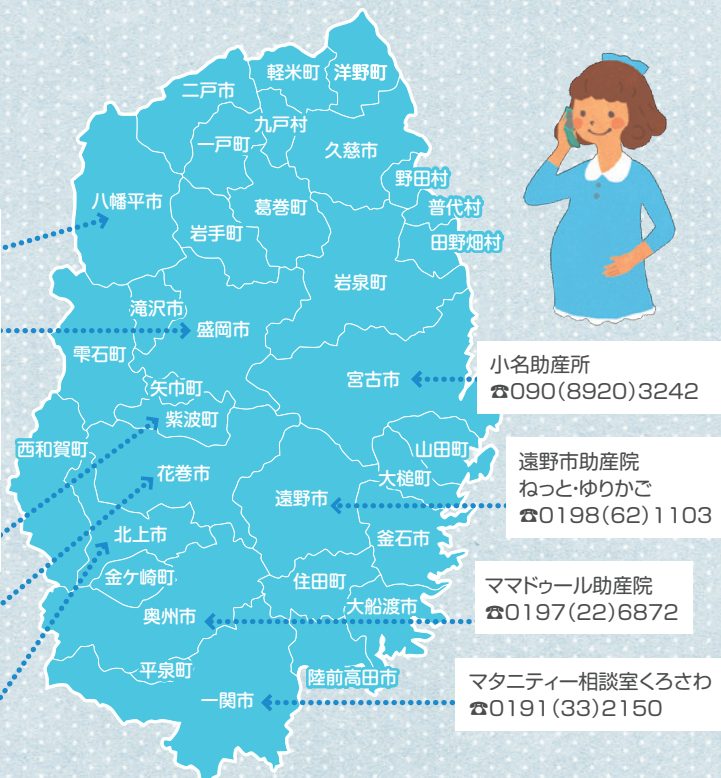 軽米町
洋野町
二戸市
九戸村
一戸町
久慈市
野田村
八幡平市
葛巻町
普代村
岩手町
田野畑村
岩泉町
滝沢市
盛岡市
雫石町
宮古市
矢巾町
紫波町
西和賀町
山田町
花巻市
大槌町
遠野市
北上市
釜石市
金ケ崎町
住田町
大船渡市
奥州市
平泉町
陸前高田市
一関市
小名助産所
☎090(8920)3242
遠野市助産院
ねっと・ゆりかご
☎0198(62)1103
ママドゥール助産院
☎0197(22)6872
マタニティー相談室くろさわ
☎0191(33)2150